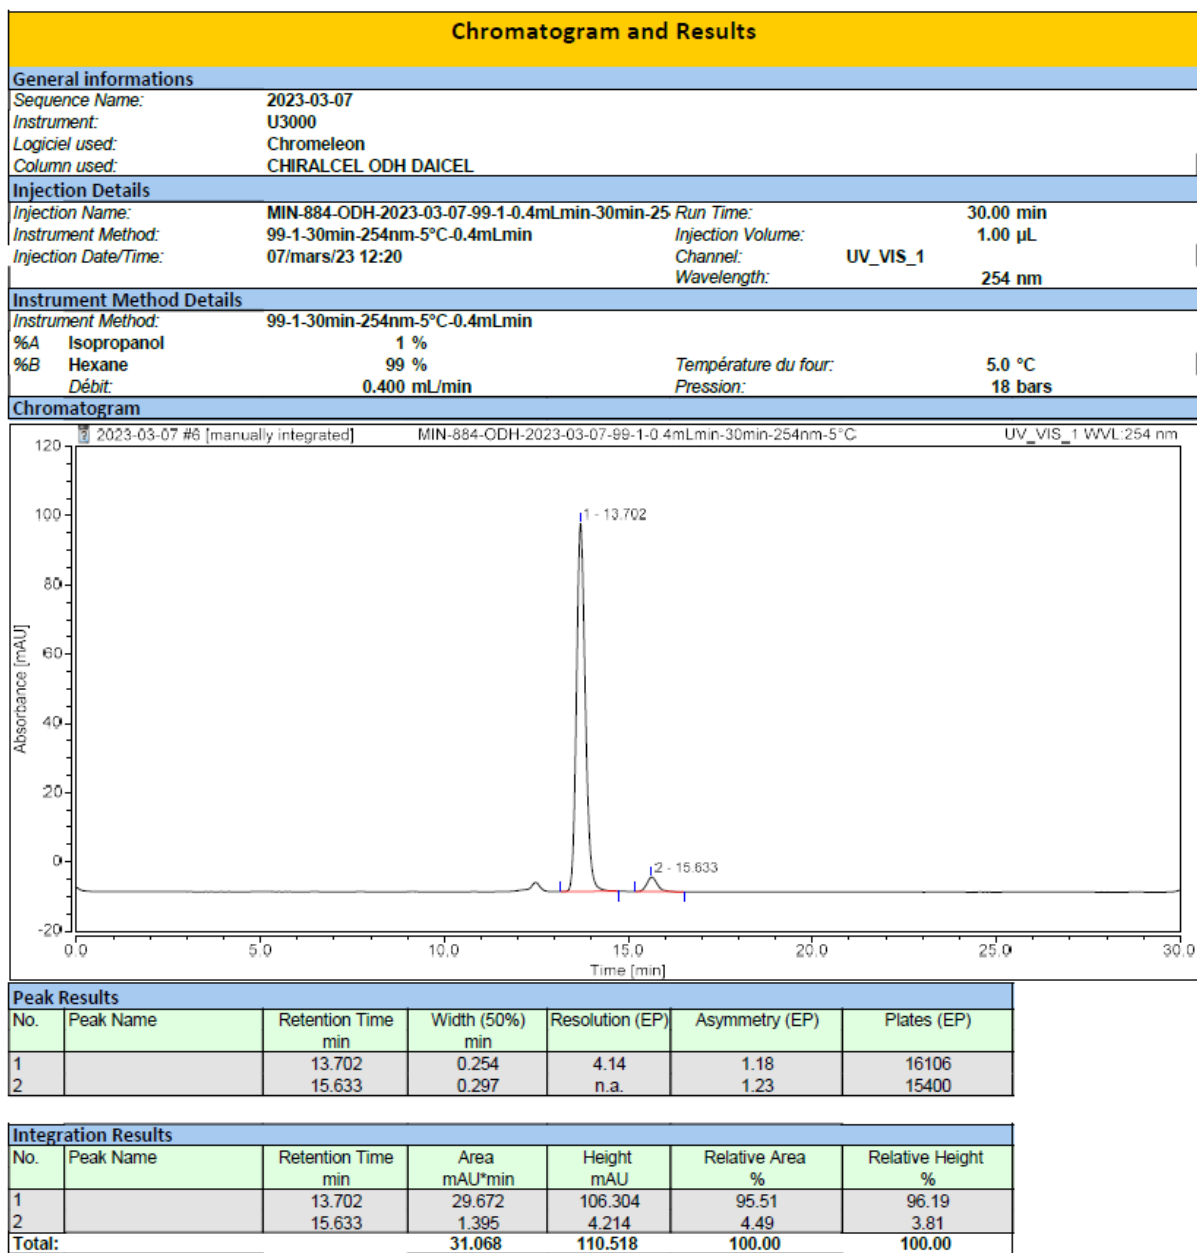 Chromatogram and Results
General informations
Sequence Name: 2023-03-07
Instrument: U3000
Logiciel used: Chromeleon
Column used: CHIRALCEL ODH DAICEL
Injection Details
Injection Name: MIN-884-ODH-2023-03-07-99-1-0.4mLmin-30min-25 Run Time: 30.00 min
Instrument Method: 99-1-30min-254nm-5°C-0.4mLmin Injection Volume: 1.00 µL
Injection Date/Time: 07/mars/23 12:20 Channel: UV_VIS_1
Wavelength: 254 nm
Instrument Method Details
Instrument Method: 99-1-30min-254nm-5°C-0.4mLmin
%A Isopropanol 1 %
%B Hexane 99 % Température du four: 5.0 °C
Débit: 0.400 mL/min Pression: 18 bars
Chromatogram
2023-03-07 #6 [manually integrated] MIN-884-ODH-2023-03-07-99-1-0.4mLmin-30min-254nm-5°C UV_VIS_1 WVL:254 nm
120
100
80
60
40
20
0
-20
Absorbance [mAU]
1 - 13.702
2 - 15.633
0.0 5.0 10.0 15.0 20.0 25.0 30.0
Time [min]
Peak Results
No. Peak Name Retention Time Width (50%) Resolution (EP) Asymmetry (EP) Plates (EP)
min min
1 13.702 0.254 4.14 1.18 16106
2 15.633 0.297 n.a. 1.23 15400
Integration Results
No. Peak Name Retention Time Area Height Relative Area Relative Height
min mAU*min mAU % %
1 13.702 29.672 106.304 95.51 96.19
2 15.633 1.395 4.214 4.49 3.81
Total: 31.068 110.518 100.00 100.00